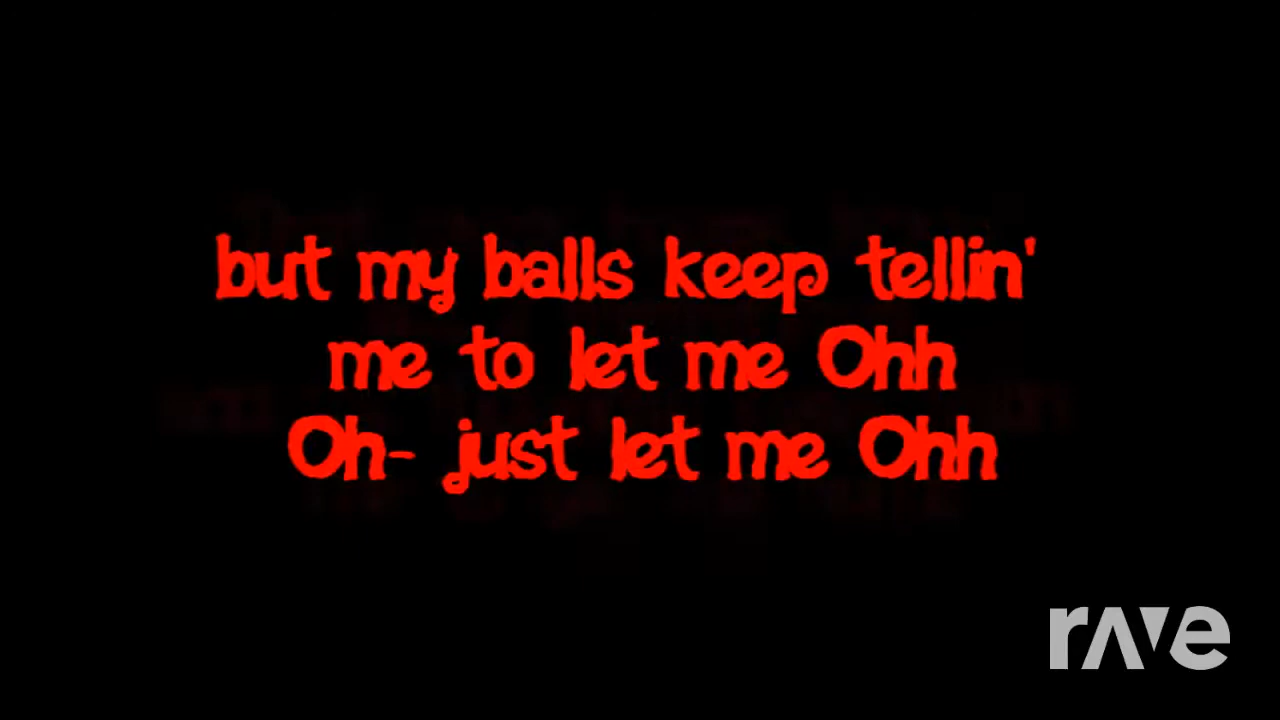 but my balls keep tellin'
me to let me Ohh
Oh- just let me Ohh
rave